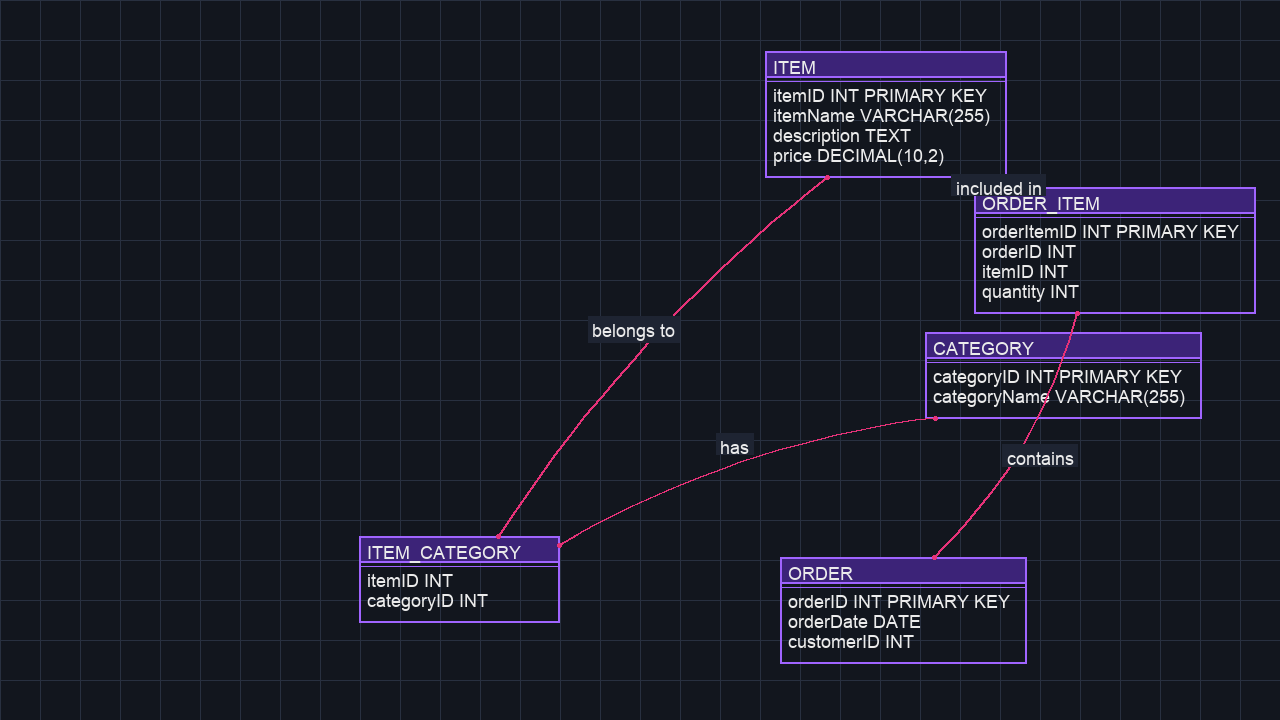 ITEM
itemID INT PRIMARY KEY
itemName VARCHAR(255)
description TEXT
price DECIMAL(10,2)
included in
ORDER_ITEM
orderItemID INT PRIMARY KEY
orderID INT
itemID INT
quantity INT
belongs to
CATEGORY
categoryID INT PRIMARY KEY
categoryName VARCHAR(255)
has
contains
ITEM_CATEGORY
itemID INT
categoryID INT
ORDER
orderID INT PRIMARY KEY
orderDate DATE
customerID INT